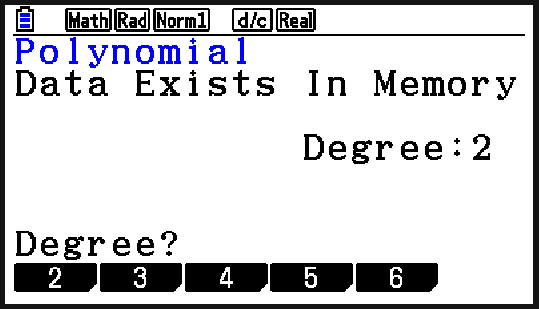 Math Rad Norm1 d/c Real
Polynomial
Data Exists In Memory
Degree:2
Degree?
2 3 4 5 6